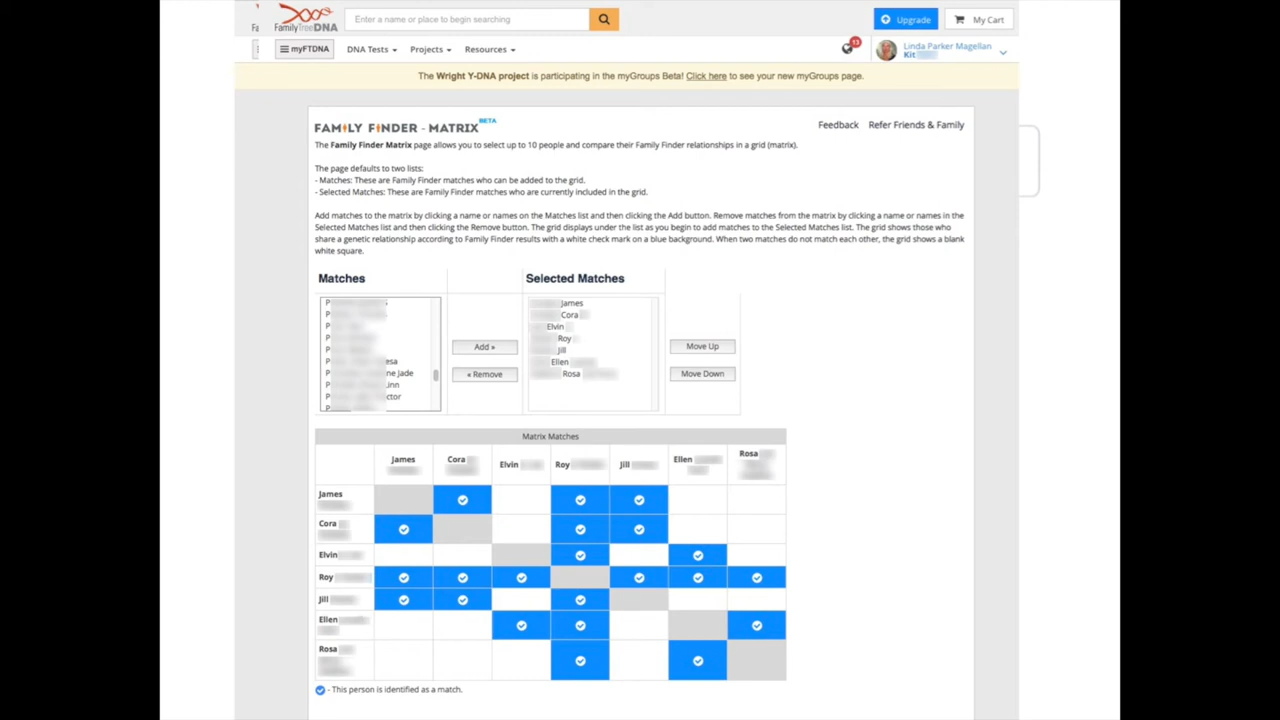 FamilyTreeDNA
Enter a name or place to begin searching
Upgrade
My Cart
myFTDNA
DNA Tests
Projects
Resources
13
Linda Parker Magellan
Kit
The Wright Y-DNA project is participating in the myGroups Beta! Click here to see your new myGroups page.
FAMILY FINDER - MATRIX BETA
Feedback
Refer Friends & Family
The Family Finder Matrix page allows you to select up to 10 people and compare their Family Finder relationships in a grid (matrix).
The page defaults to two lists:
- Matches: These are Family Finder matches who can be added to the grid.
- Selected Matches: These are Family Finder matches who are currently included in the grid.
Add matches to the matrix by clicking a name or names on the Matches list and then clicking the Add button. Remove matches from the matrix by clicking a name or names in the
Selected Matches list and then clicking the Remove button. The grid displays under the list as you begin to add matches to the Selected Matches list. The grid shows those who
share a genetic relationship according to Family Finder results with a white check mark on a blue background. When two matches do not match each other, the grid shows a blank
white square.
Matches
Selected Matches
James
Cora
Elvin
Roy
Jill
Ellen
Rosa
Add »
« Remove
Move Up
Move Down
Matrix Matches
James Cora Elvin Roy Jill Ellen Rosa
James
Cora
Elvin
Roy
Jill
Ellen
Rosa
- This person is identified as a match.